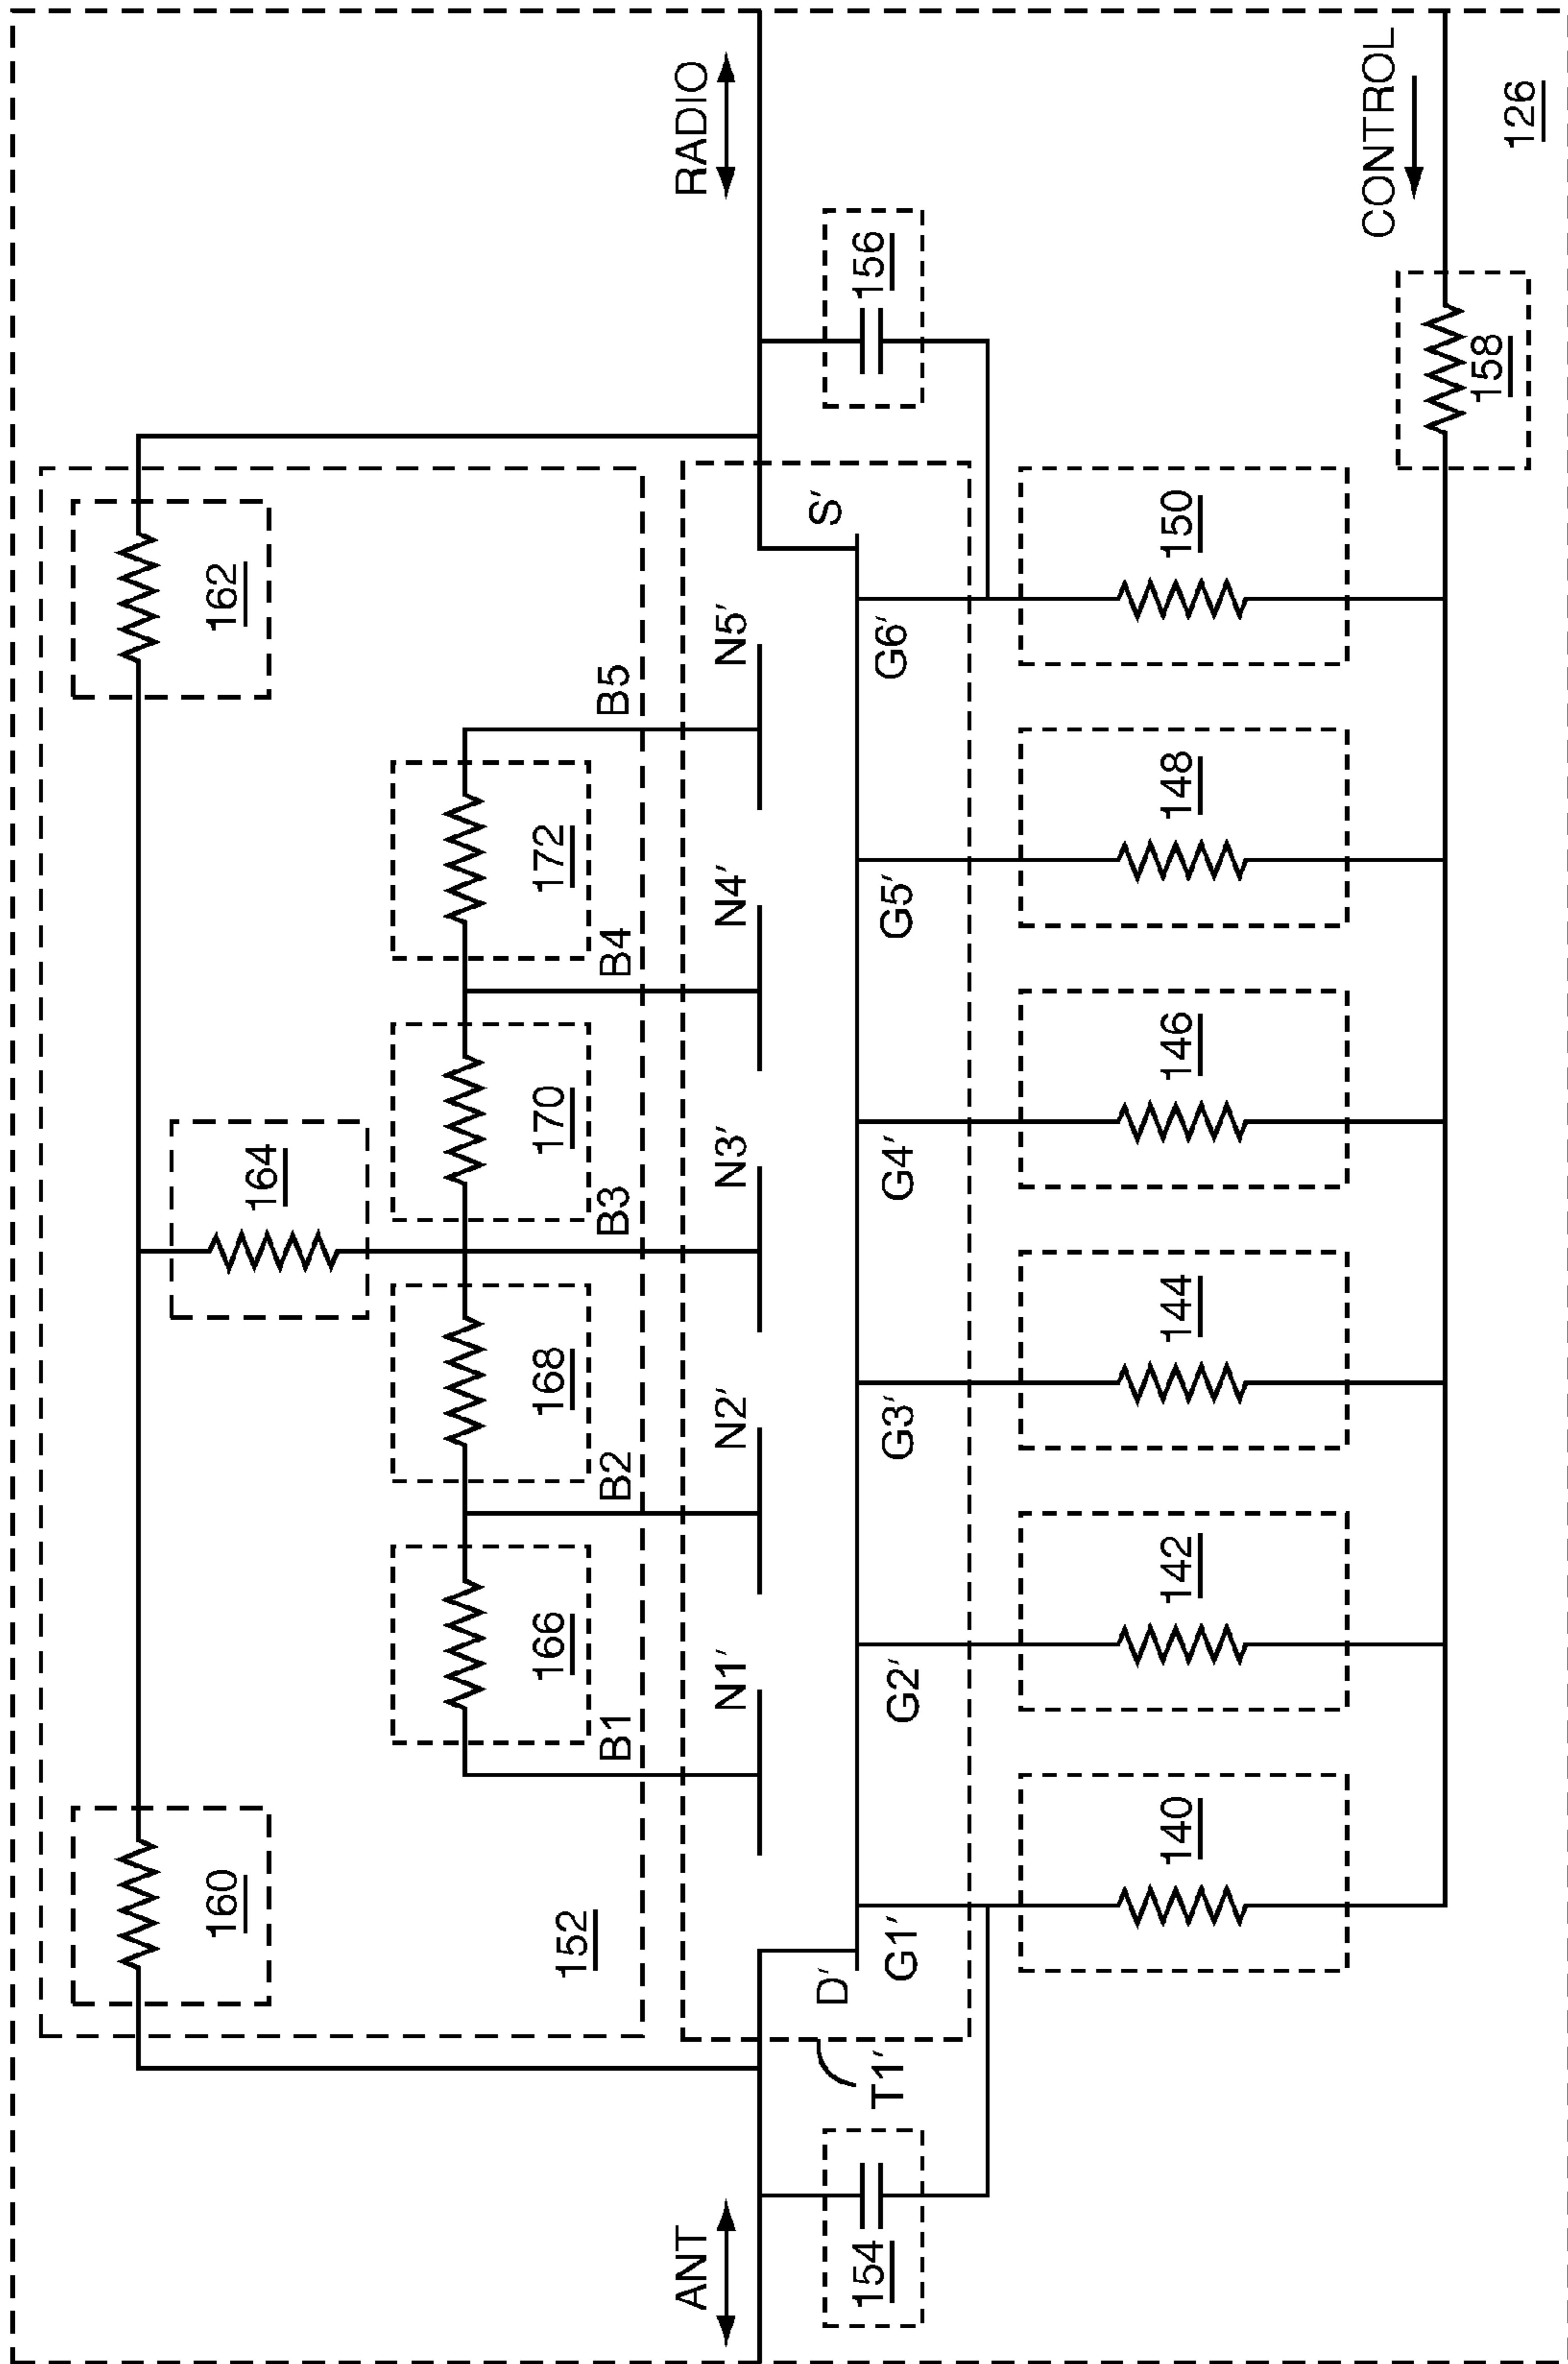 160
162
164
152
166
168
170
172
B1
B2
B3
B4
B5
ANT
RADIO
N1′
N2′
N3′
N4′
N5′
D′
S′
154
T1′
156
G1′
G2′
G3′
G4′
G5′
G6′
140
142
144
146
148
150
CONTROL
158
126